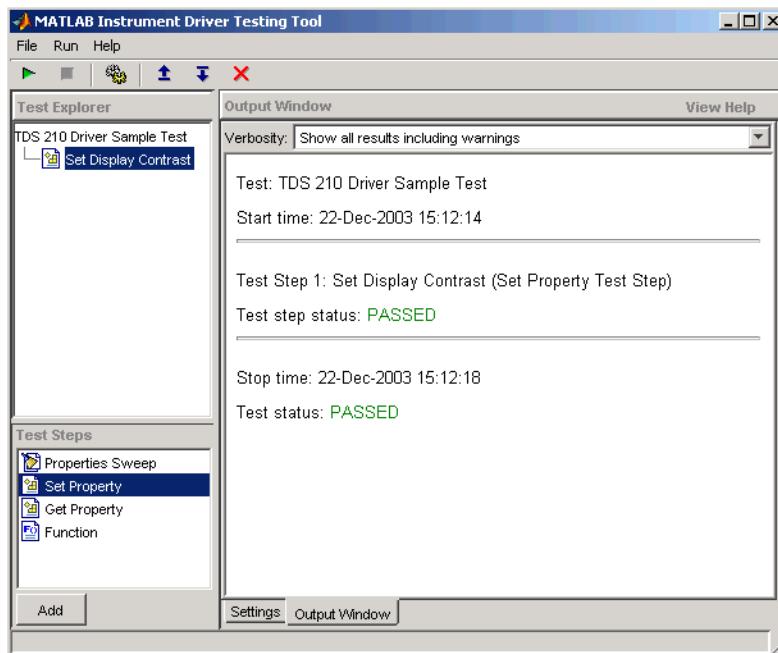 MATLAB Instrument Driver Testing Tool
File Run Help
Test Explorer
TDS 210 Driver Sample Test
Set Display Contrast
Test Steps
Properties Sweep
Set Property
Get Property
Function
Add
Output Window View Help
Verbosity: Show all results including warnings
Test: TDS 210 Driver Sample Test
Start time: 22-Dec-2003 15:12:14
Test Step 1: Set Display Contrast (Set Property Test Step)
Test step status: PASSED
Stop time: 22-Dec-2003 15:12:18
Test status: PASSED
Settings Output Window